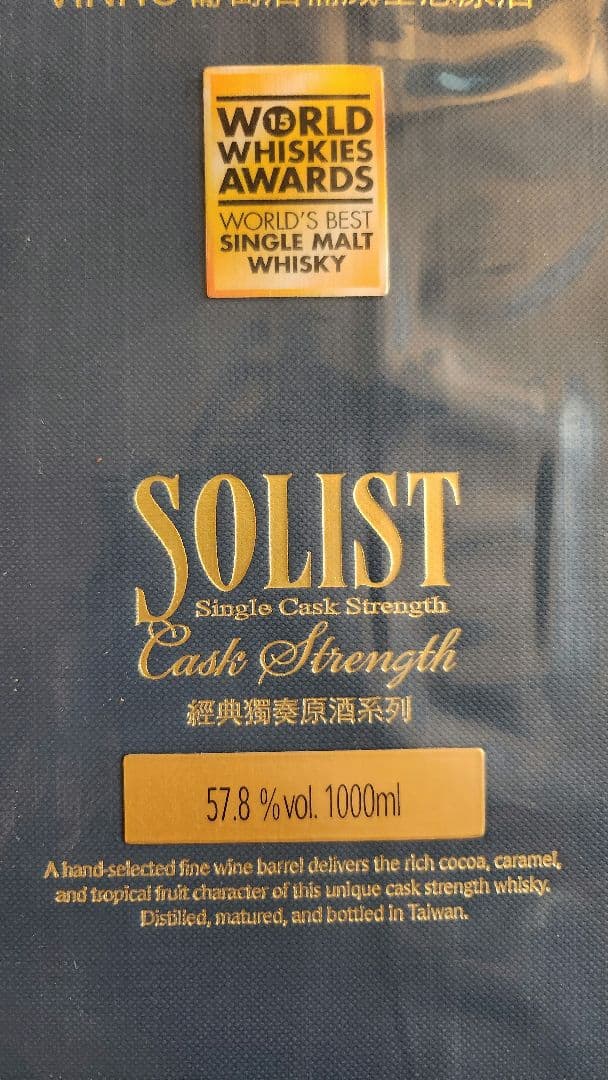 WORLD
15
WHISKIES
AWARDS
WORLD'S BEST
SINGLE MALT
WHISKY
SOLIST
Single Cask Strength
Cask Strength
經典獨奏原酒系列
57.8 %vol. 1000ml
A hand-selected fine wine barrel delivers the rich cocoa, caramel,
and tropical fruit character of this unique cask strength whisky.
Distilled, matured, and bottled in Taiwan.